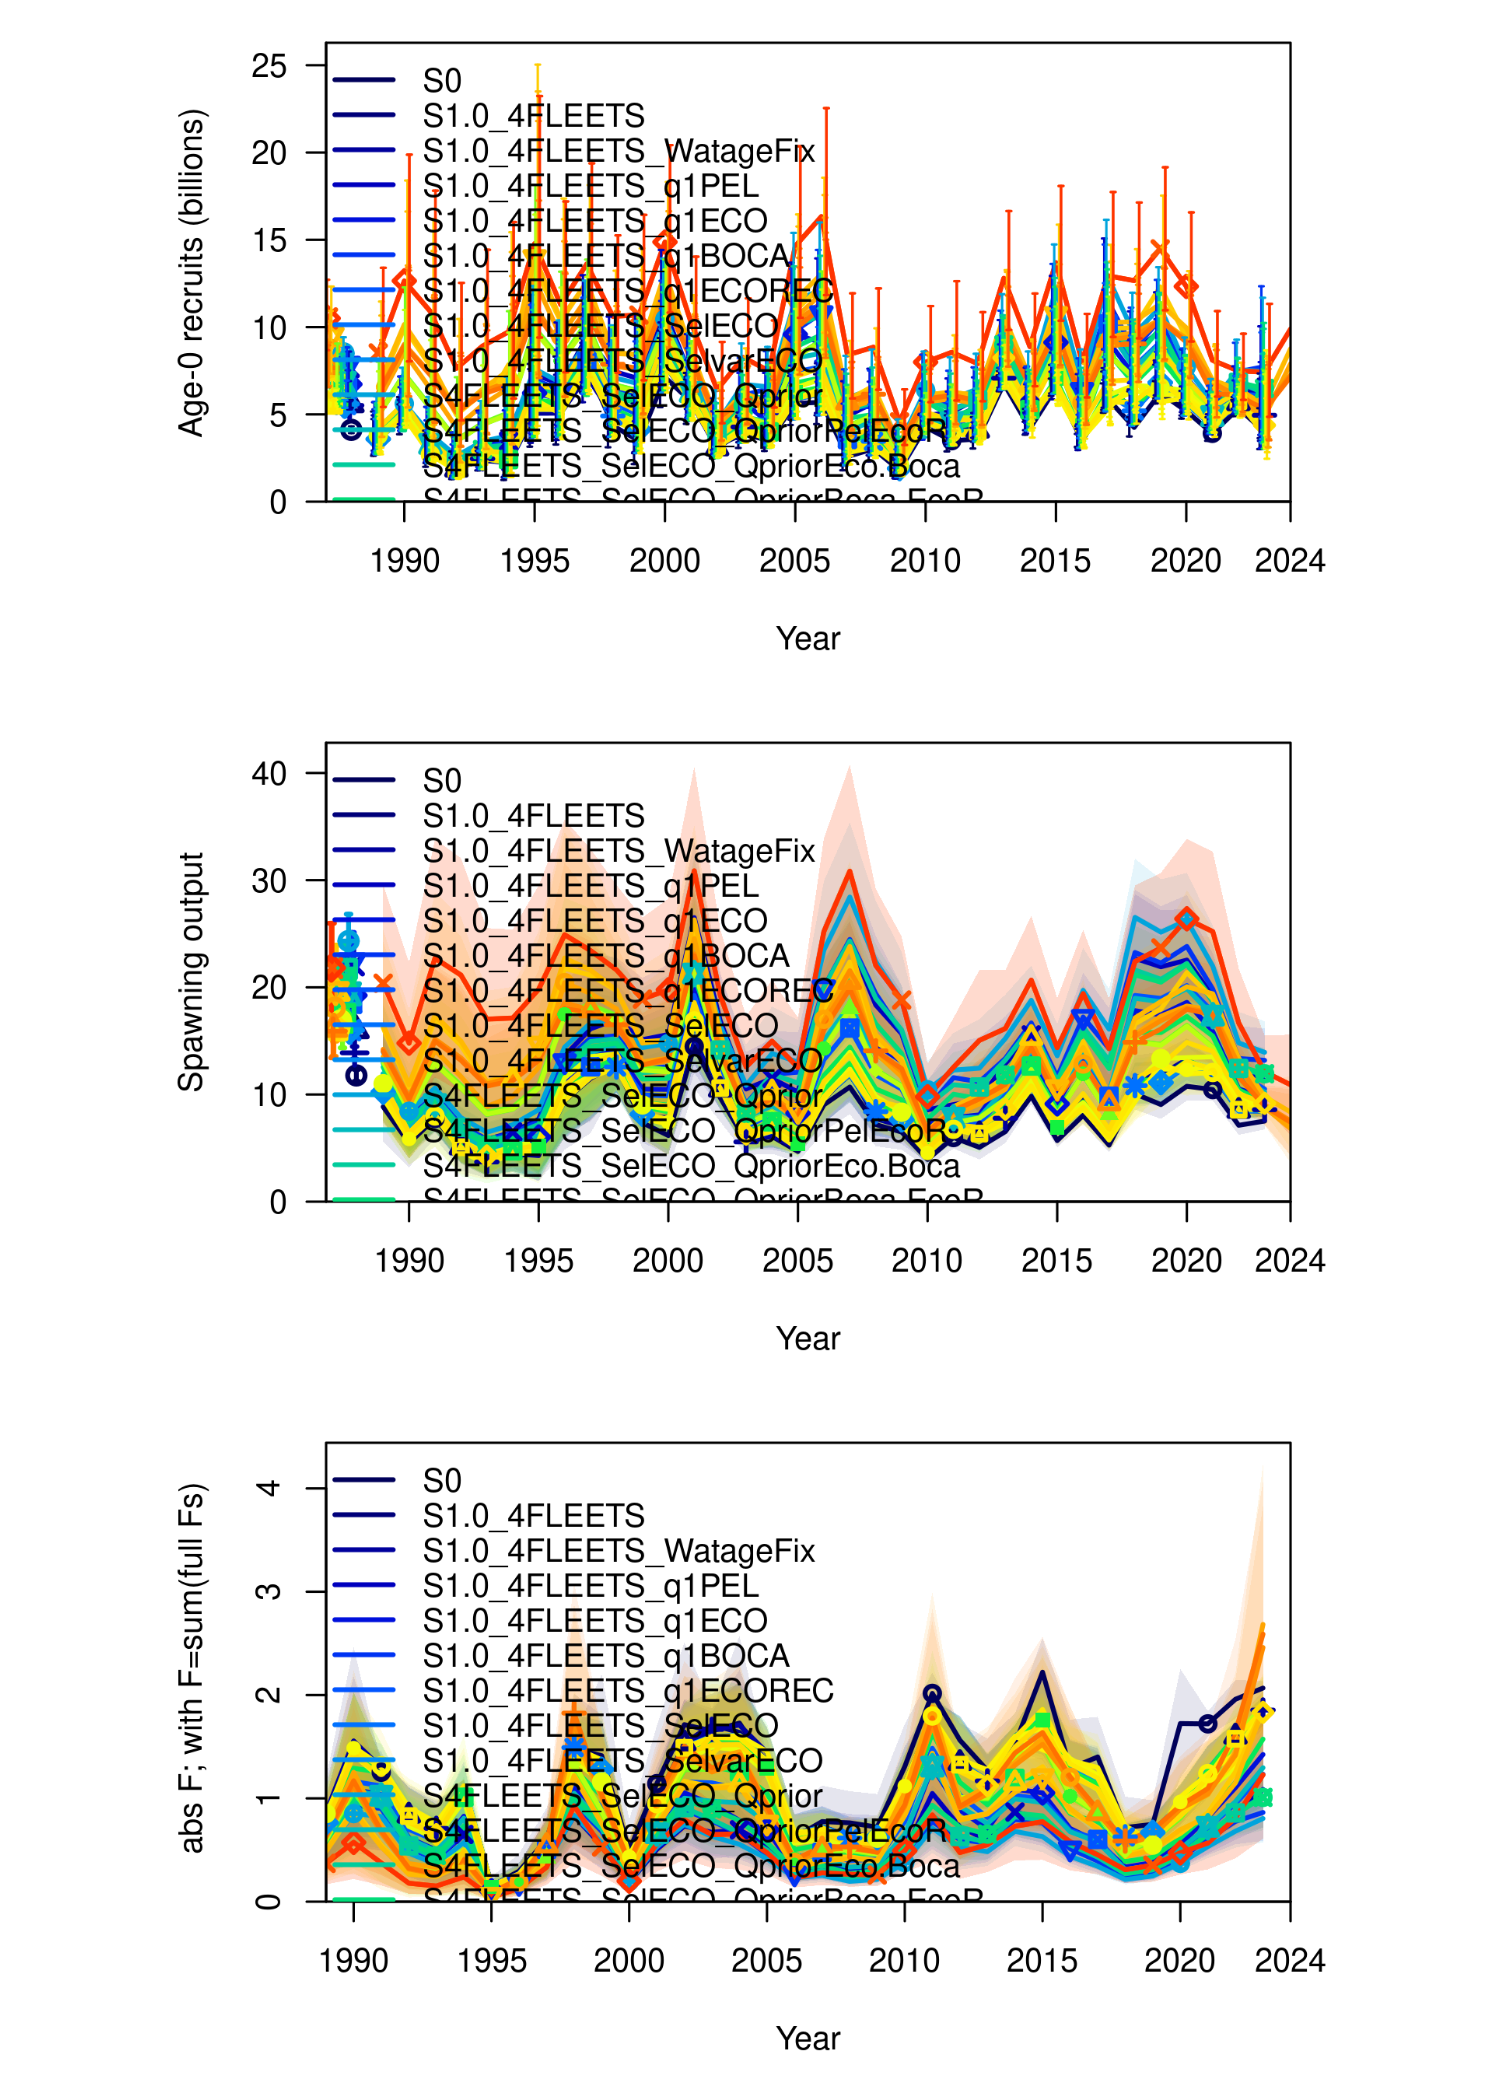 Age-0 recruits (billions)
25
20
15
10
5
0
S0
S1.0_4FLEETS
S1.0_4FLEETS_WatageFix
S1.0_4FLEETS_q1PEL
S1.0_4FLEETS_q1ECO
S1.0_4FLEETS_q1BOCA
S1.0_4FLEETS_q1ECOREC
S1.0_4FLEETS_SelECO
S1.0_4FLEETS_SelvarECO
S4FLEETS_SelECO_Qprior
S4FLEETS_SelECO_QpriorPelEcoR
S4FLEETS_SelECO_QpriorEco.Boca
S4FLEETS_SelECO_QpriorBoca.EcoR
1990 1995 2000 2005 2010 2015 2020 2024
Year
Spawning output
40
30
20
10
0
S0
S1.0_4FLEETS
S1.0_4FLEETS_WatageFix
S1.0_4FLEETS_q1PEL
S1.0_4FLEETS_q1ECO
S1.0_4FLEETS_q1BOCA
S1.0_4FLEETS_q1ECOREC
S1.0_4FLEETS_SelECO
S1.0_4FLEETS_SelvarECO
S4FLEETS_SelECO_Qprior
S4FLEETS_SelECO_QpriorPelEcoR
S4FLEETS_SelECO_QpriorEco.Boca
S4FLEETS_SelECO_QpriorBoca.EcoR
1990 1995 2000 2005 2010 2015 2020 2024
Year
abs F; with F=sum(full Fs)
4
3
2
1
0
S0
S1.0_4FLEETS
S1.0_4FLEETS_WatageFix
S1.0_4FLEETS_q1PEL
S1.0_4FLEETS_q1ECO
S1.0_4FLEETS_q1BOCA
S1.0_4FLEETS_q1ECOREC
S1.0_4FLEETS_SelECO
S1.0_4FLEETS_SelvarECO
S4FLEETS_SelECO_Qprior
S4FLEETS_SelECO_QpriorPelEcoR
S4FLEETS_SelECO_QpriorEco.Boca
S4FLEETS_SelECO_QpriorBoca.EcoR
1990 1995 2000 2005 2010 2015 2020 2024
Year